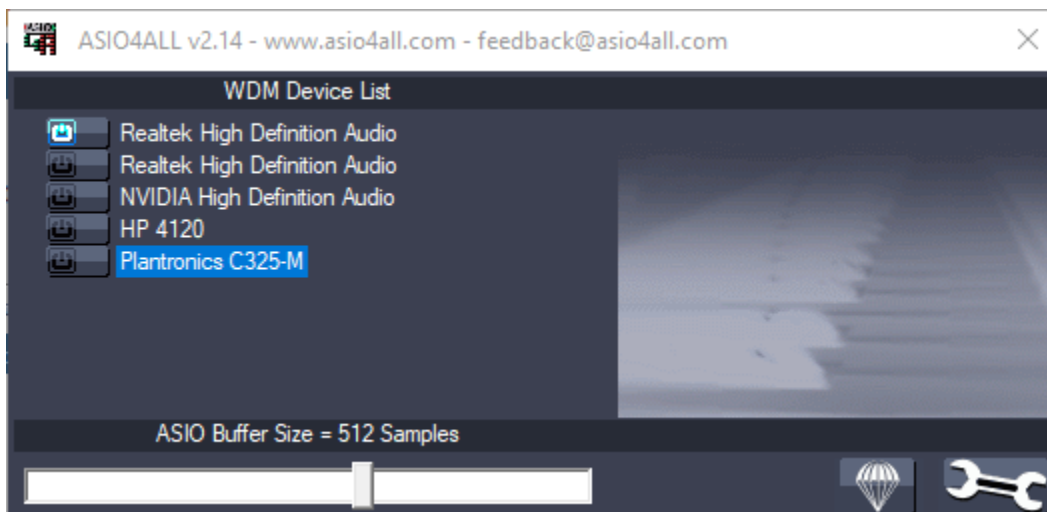 ASIO4ALL v2.14 - www.asio4all.com - feedback@asio4all.com
WDM Device List
Realtek High Definition Audio
Realtek High Definition Audio
NVIDIA High Definition Audio
HP 4120
Plantronics C325-M
ASIO Buffer Size = 512 Samples